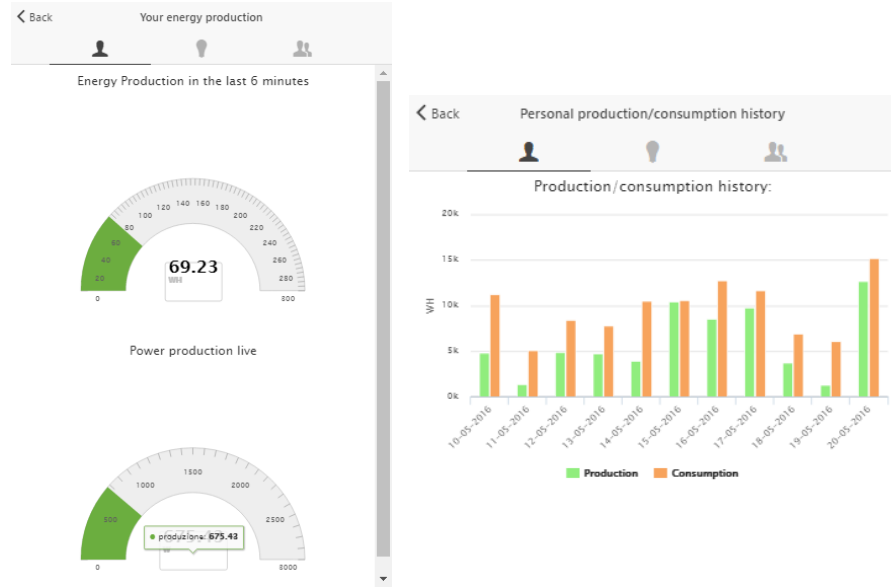 Back
Your energy production
Energy Production in the last 6 minutes
0
20
40
60
80
100
120
140
160
180
200
220
240
260
280
300
69.23
WH
Power production live
0
500
1000
1500
2000
2500
3000
675.43
produzione: 675.43
Back
Personal production/consumption history
Production/consumption history:
WH
20k
15k
10k
5k
0k
10-05-2016
11-05-2016
12-05-2016
13-05-2016
14-05-2016
15-05-2016
16-05-2016
17-05-2016
18-05-2016
19-05-2016
20-05-2016
Production
Consumption